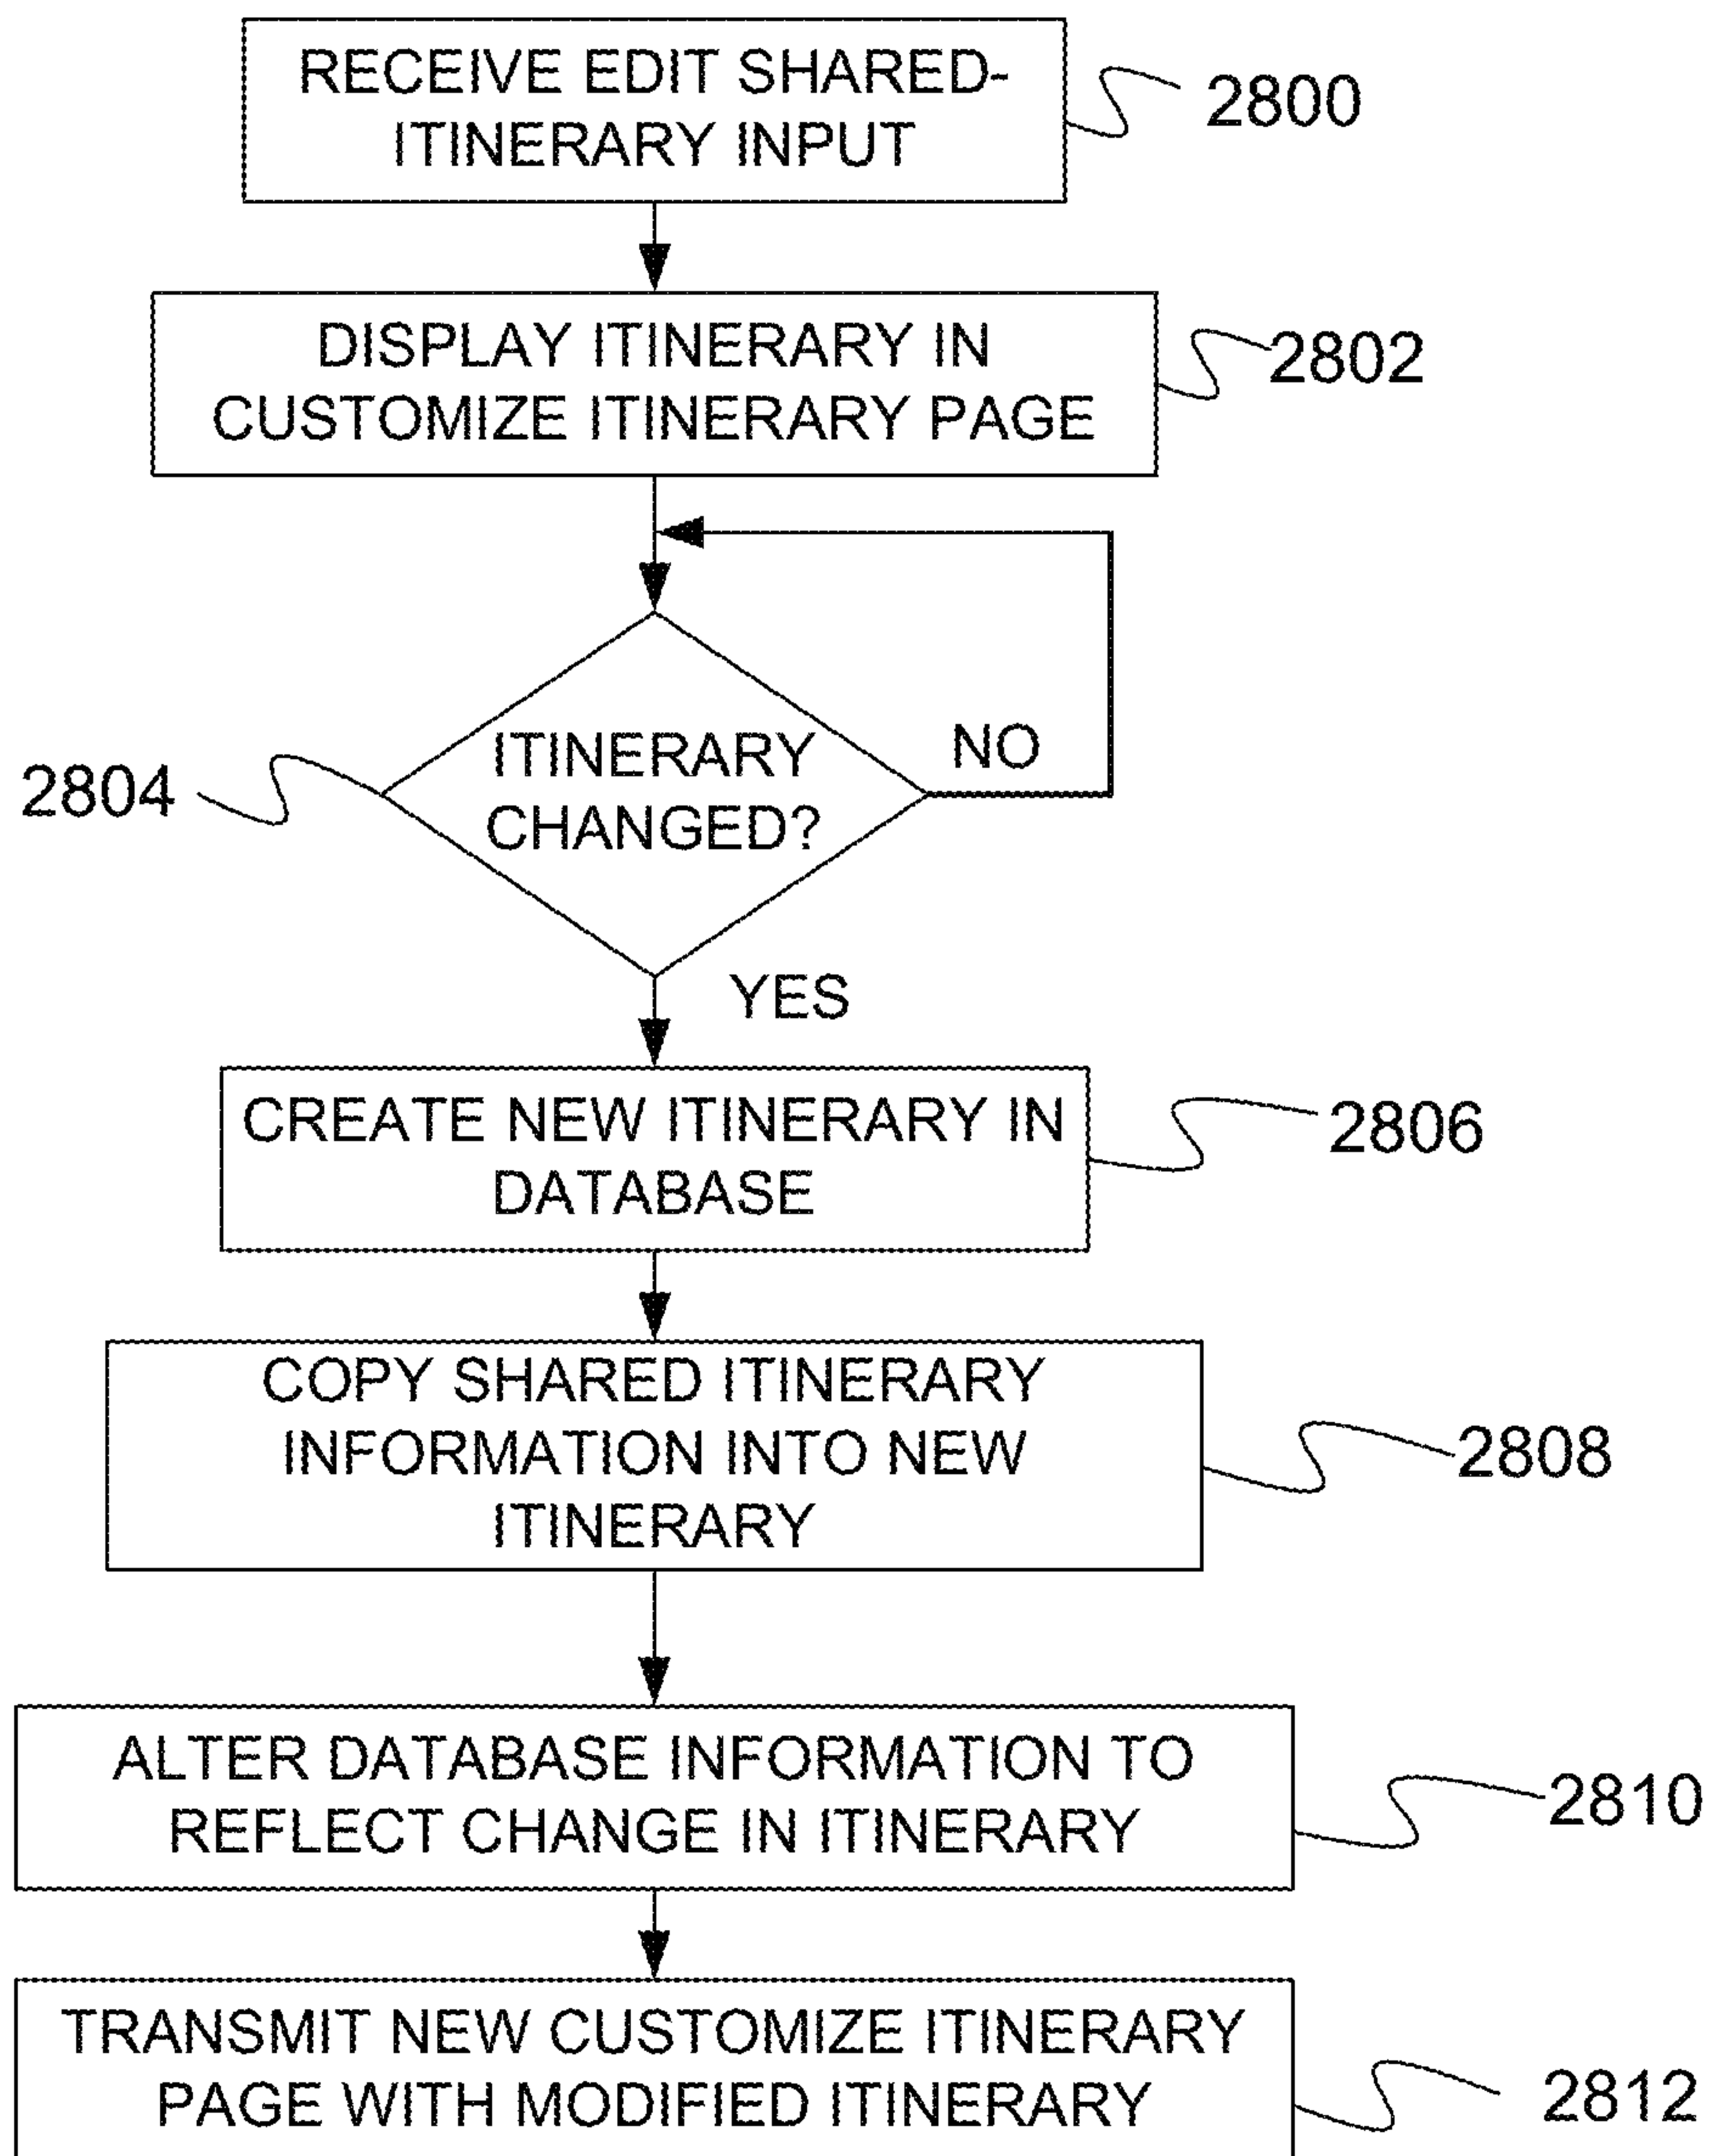 RECEIVE EDIT SHARED-
ITINERARY INPUT
2800
DISPLAY ITINERARY IN
CUSTOMIZE ITINERARY PAGE
2802
ITINERARY
CHANGED?
NO
2804
YES
CREATE NEW ITINERARY IN
DATABASE
2806
COPY SHARED ITINERARY
INFORMATION INTO NEW
ITINERARY
2808
ALTER DATABASE INFORMATION TO
REFLECT CHANGE IN ITINERARY
2810
TRANSMIT NEW CUSTOMIZE ITINERARY
PAGE WITH MODIFIED ITINERARY
2812